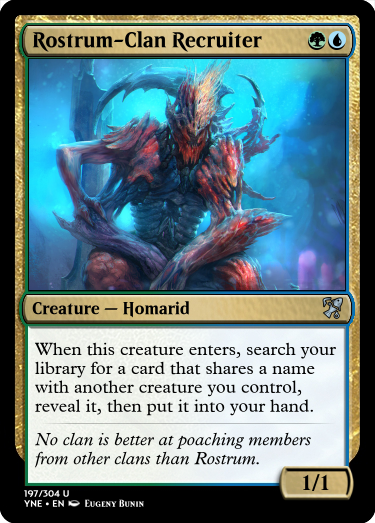 Rostrum-Clan Recruiter
Creature — Homarid
When this creature enters, search your
library for a card that shares a name
with another creature you control,
reveal it, then put it into your hand.
No clan is better at poaching members
from other clans than Rostrum.
1/1
197/304 U
YNE • EN Eugeny Bunin